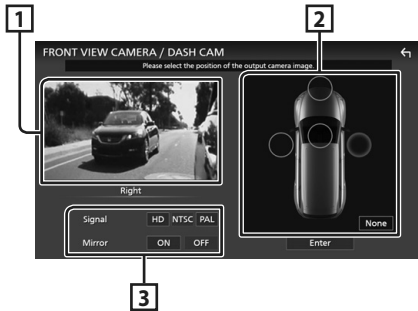 1
2
FRONT VIEW CAMERA / DASH CAM
Please select the position of the output camera image.
Right
Signal HD NTSC PAL
Mirror ON OFF
None
Enter
3